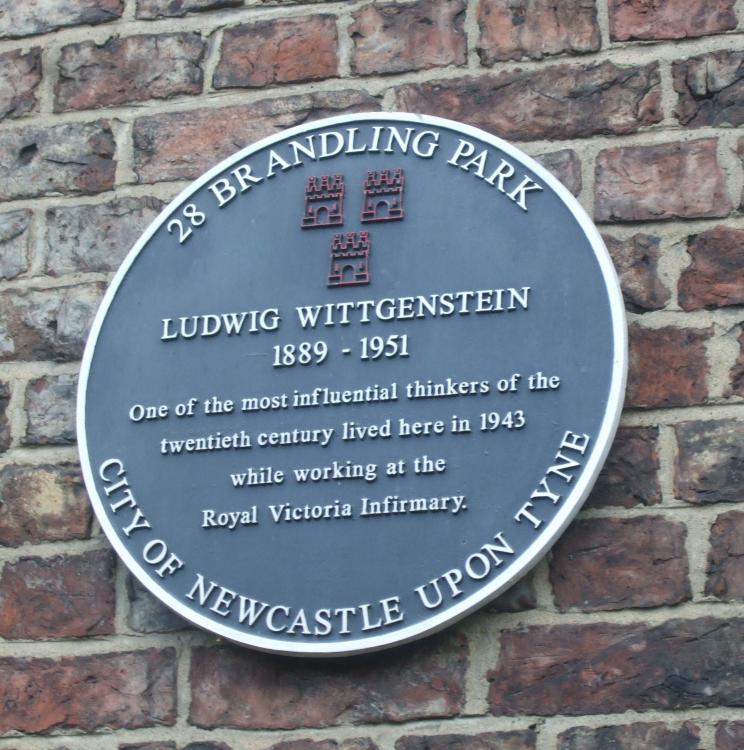 28 BRANDLING PARK
LUDWIG WITTGENSTEIN
1889 - 1951
One of the most influential thinkers of the
twentieth century lived here in 1943
while working at the
Royal Victoria Infirmary.
CITY OF NEWCASTLE UPON TYNE